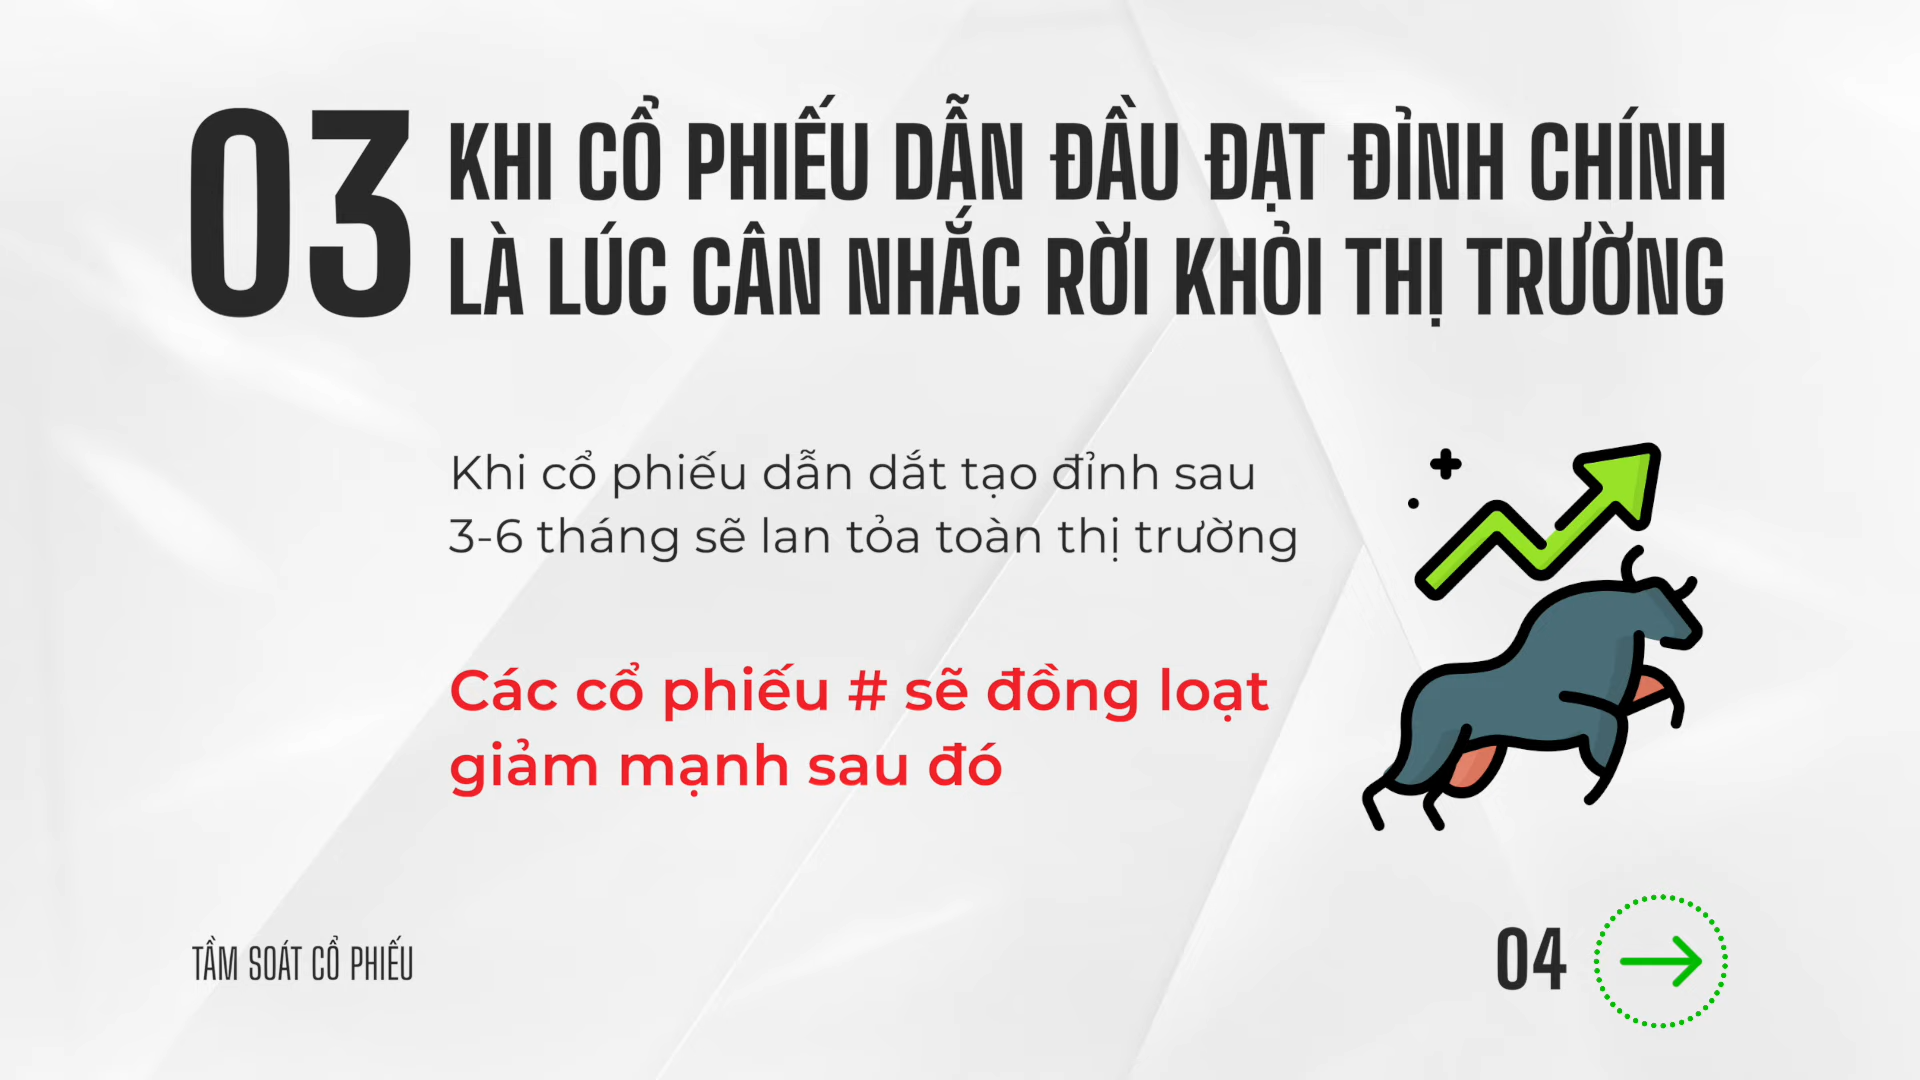 03
KHI CỔ PHIẾU DẪN ĐẦU ĐẠT ĐỈNH CHÍNH
LÀ LÚC CÂN NHẮC RỜI KHỎI THỊ TRƯỜNG
Khi cổ phiếu dẫn dắt tạo đỉnh sau
3-6 tháng sẽ lan tỏa toàn thị trường
Các cổ phiếu # sẽ đồng loạt
giảm mạnh sau đó
TẦM SOÁT CỔ PHIẾU
04